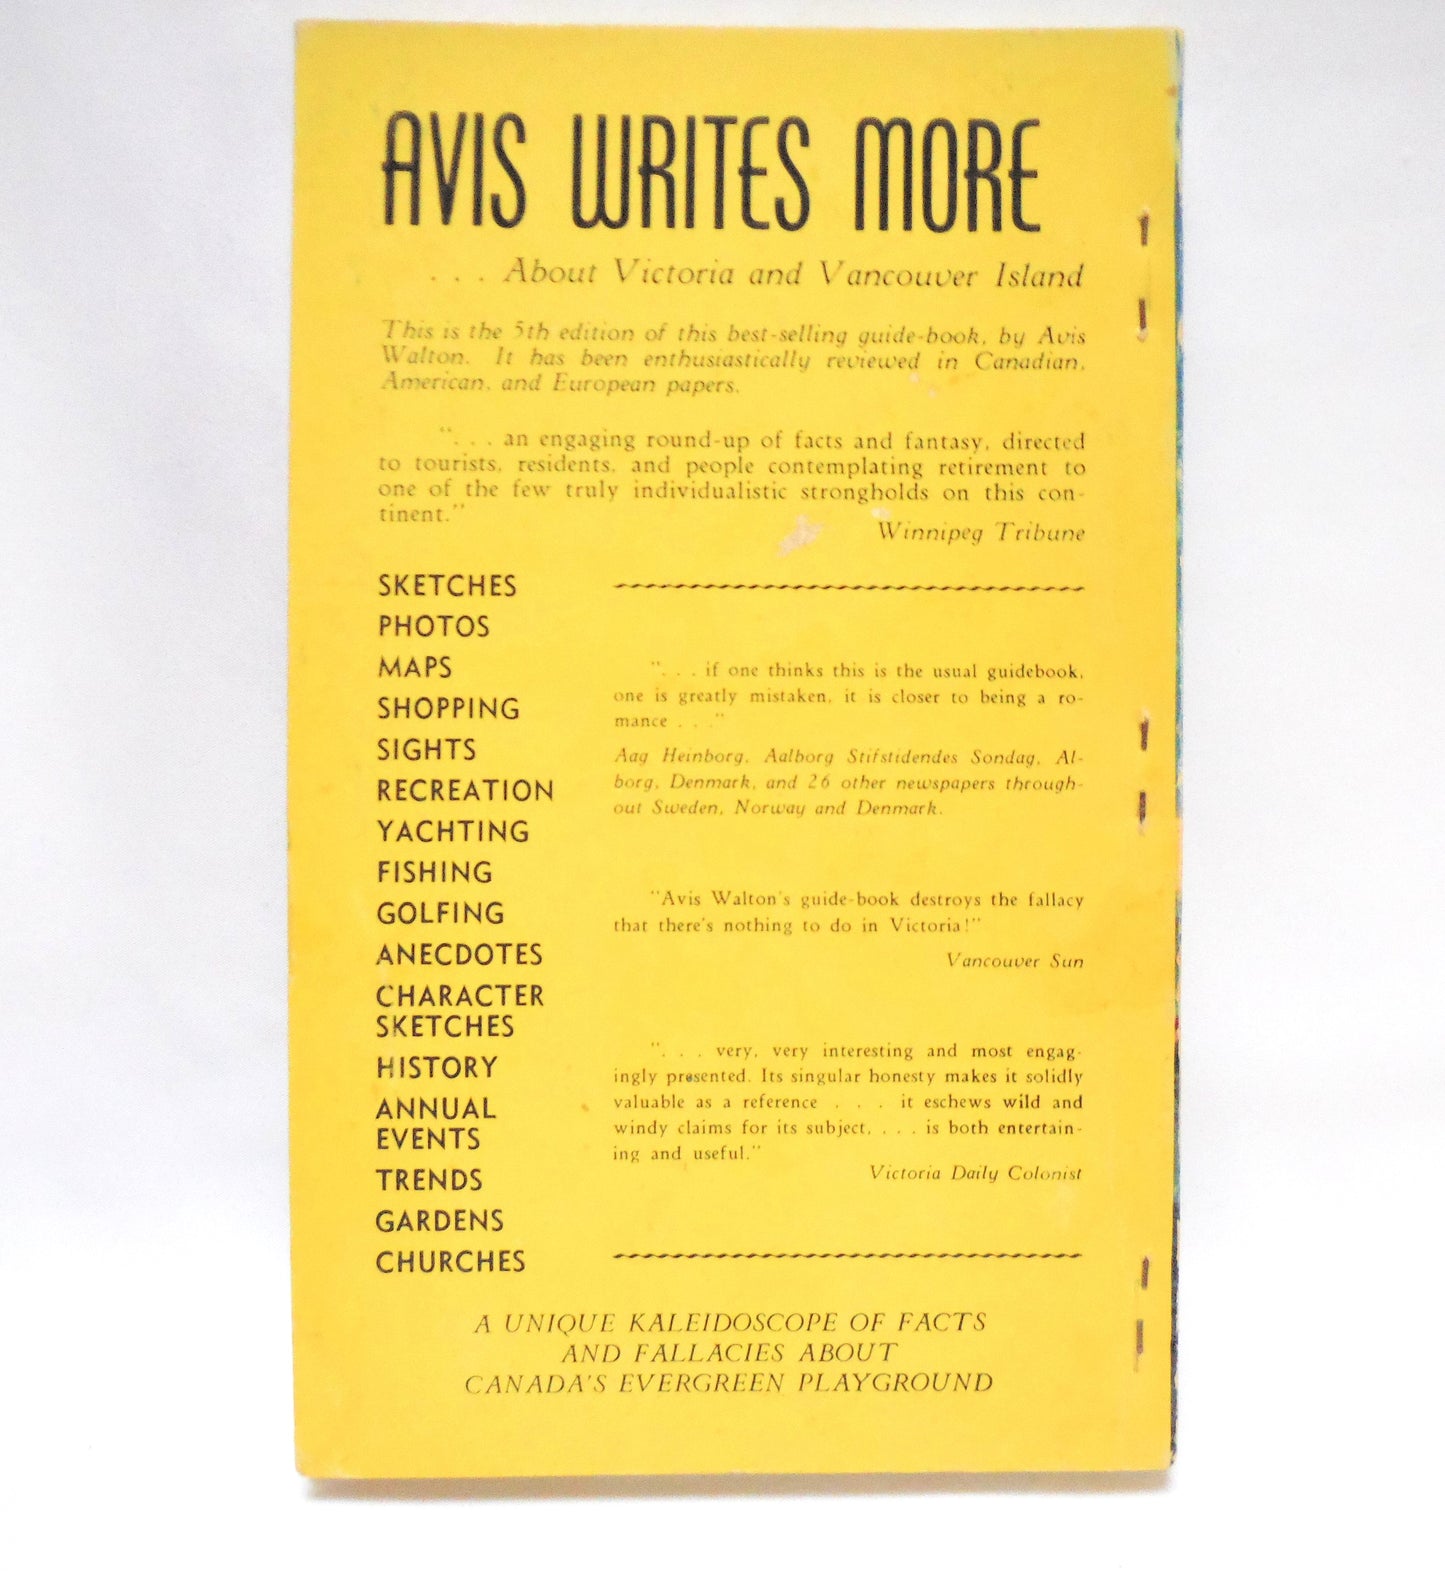 AVIS WRITES MORE
. . . About Victoria and Vancouver Island
This is the 5th edition of this best-selling guide-book, by Avis
Walton. It has been enthusiastically reviewed in Canadian,
American, and European papers.
". . . an engaging round-up of facts and fantasy, directed
to tourists, residents, and people contemplating retirement to
one of the few truly individualistic strongholds on this con-
tinent."
Winnipeg Tribune
SKETCHES
PHOTOS
MAPS
SHOPPING
SIGHTS
RECREATION
YACHTING
FISHING
GOLFING
ANECDOTES
CHARACTER
SKETCHES
HISTORY
ANNUAL
EVENTS
TRENDS
GARDENS
CHURCHES
". . . if one thinks this is the usual guidebook,
one is greatly mistaken, it is closer to being a ro-
mance . . ."
Aag Heinborg, Aalborg Stifstidendes Sondag, Al-
borg, Denmark, and 26 other newspapers through-
out Sweden, Norway and Denmark.
"Avis Walton's guide-book destroys the fallacy
that there's nothing to do in Victoria!"
Vancouver Sun
". . . very, very interesting and most engag-
ingly presented. Its singular honesty makes it solidly
valuable as a reference . . . it eschews wild and
windy claims for its subject, . . . is both entertain-
ing and useful."
Victoria Daily Colonist
A UNIQUE KALEIDOSCOPE OF FACTS
AND FALLACIES ABOUT
CANADA'S EVERGREEN PLAYGROUND